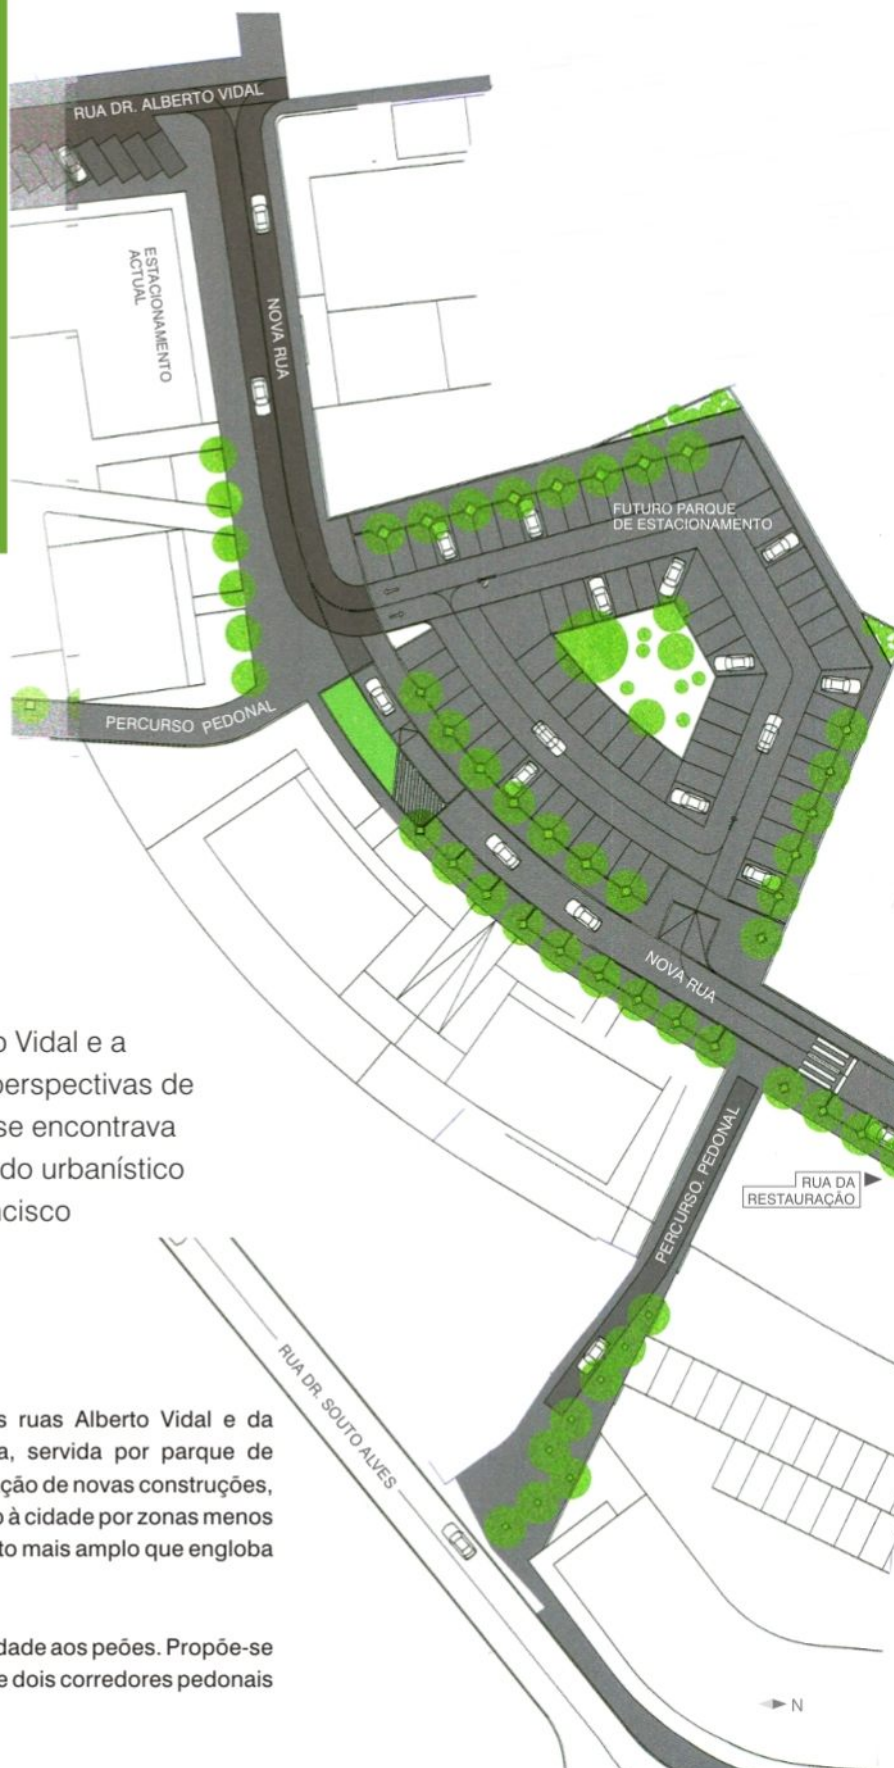 RUA DR. ALBERTO VIDAL
ESTACIONAMENTO
ACTUAL
NOVA RUA
FUTURO PARQUE
DE ESTACIONAMENTO
PERCURSO PEDONAL
NOVA RUA
PERCURSO. PEDONAL
RUA DA
RESTAURAÇÃO
RUA DR. SOUTO ALVES
N
o Vidal e a
perspectivas de
se encontrava
do urbanístico
ncisco
s ruas Alberto Vidal e da
a, servida por parque de
ção de novas construções,
o à cidade por zonas menos
to mais amplo que engloba
dade aos peões. Propõe-se
e dois corredores pedonais